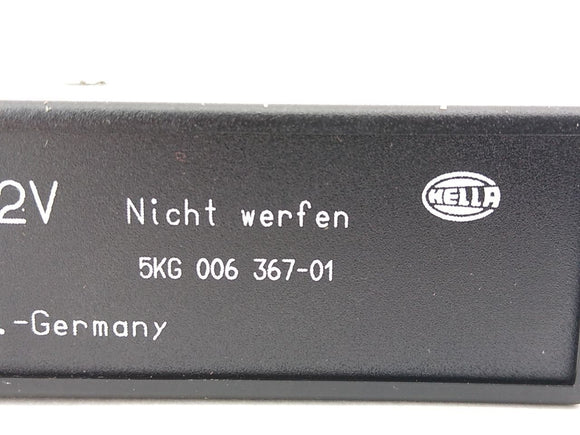 2V Nicht werfen HELLA
5KG 006 367-01
.-Germany